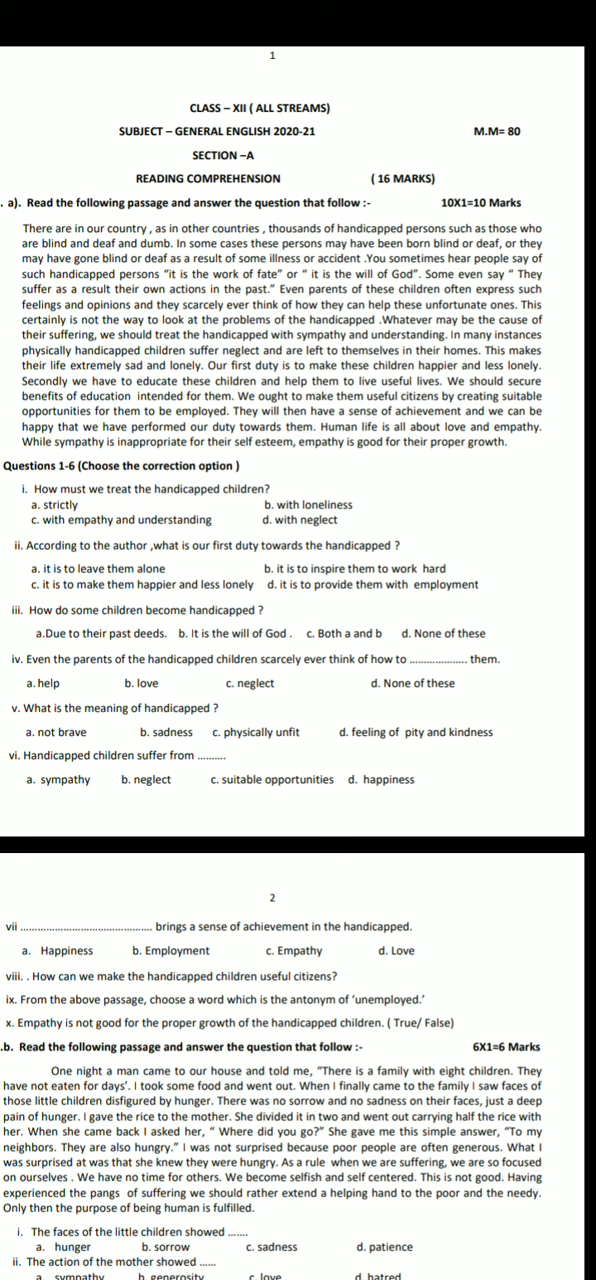 1
CLASS – XII ( ALL STREAMS)
SUBJECT – GENERAL ENGLISH 2020-21 M.M= 80
SECTION –A
READING COMPREHENSION ( 16 MARKS)
. a). Read the following passage and answer the question that follow :- 10X1=10 Marks
There are in our country , as in other countries , thousands of handicapped persons such as those who
are blind and deaf and dumb. In some cases these persons may have been born blind or deaf, or they
may have gone blind or deaf as a result of some illness or accident .You sometimes hear people say of
such handicapped persons “it is the work of fate” or “ it is the will of God”. Some even say “ They
suffer as a result their own actions in the past.” Even parents of these children often express such
feelings and opinions and they scarcely ever think of how they can help these unfortunate ones. This
certainly is not the way to look at the problems of the handicapped .Whatever may be the cause of
their suffering, we should treat the handicapped with sympathy and understanding. In many instances
physically handicapped children suffer neglect and are left to themselves in their homes. This makes
their life extremely sad and lonely. Our first duty is to make these children happier and less lonely.
Secondly we have to educate these children and help them to live useful lives. We should secure
benefits of education intended for them. We ought to make them useful citizens by creating suitable
opportunities for them to be employed. They will then have a sense of achievement and we can be
happy that we have performed our duty towards them. Human life is all about love and empathy.
While sympathy is inappropriate for their self esteem, empathy is good for their proper growth.
Questions 1-6 (Choose the correction option )
i. How must we treat the handicapped children?
a. strictly b. with loneliness
c. with empathy and understanding d. with neglect
ii. According to the author ,what is our first duty towards the handicapped ?
a. it is to leave them alone b. it is to inspire them to work hard
c. it is to make them happier and less lonely d. it is to provide them with employment
iii. How do some children become handicapped ?
a.Due to their past deeds. b. It is the will of God . c. Both a and b d. None of these
iv. Even the parents of the handicapped children scarcely ever think of how to ................... them.
a. help b. love c. neglect d. None of these
v. What is the meaning of handicapped ?
a. not brave b. sadness c. physically unfit d. feeling of pity and kindness
vi. Handicapped children suffer from ..........
a. sympathy b. neglect c. suitable opportunities d. happiness
2
vii ............................................ brings a sense of achievement in the handicapped.
a. Happiness b. Employment c. Empathy d. Love
viii. . How can we make the handicapped children useful citizens?
ix. From the above passage, choose a word which is the antonym of ‘unemployed.’
x. Empathy is not good for the proper growth of the handicapped children. ( True/ False)
.b. Read the following passage and answer the question that follow :- 6X1=6 Marks
One night a man came to our house and told me, “There is a family with eight children. They
have not eaten for days’. I took some food and went out. When I finally came to the family I saw faces of
those little children disfigured by hunger. There was no sorrow and no sadness on their faces, just a deep
pain of hunger. I gave the rice to the mother. She divided it in two and went out carrying half the rice with
her. When she came back I asked her, “ Where did you go?” She gave me this simple answer, “To my
neighbors. They are also hungry.” I was not surprised because poor people are often generous. What I
was surprised at was that she knew they were hungry. As a rule when we are suffering, we are so focused
on ourselves . We have no time for others. We become selfish and self centered. This is not good. Having
experienced the pangs of suffering we should rather extend a helping hand to the poor and the needy.
Only then the purpose of being human is fulfilled.
i. The faces of the little children showed .......
a. hunger b. sorrow c. sadness d. patience
ii. The action of the mother showed ......
a. sympathy b. generosity c. love d. hatred